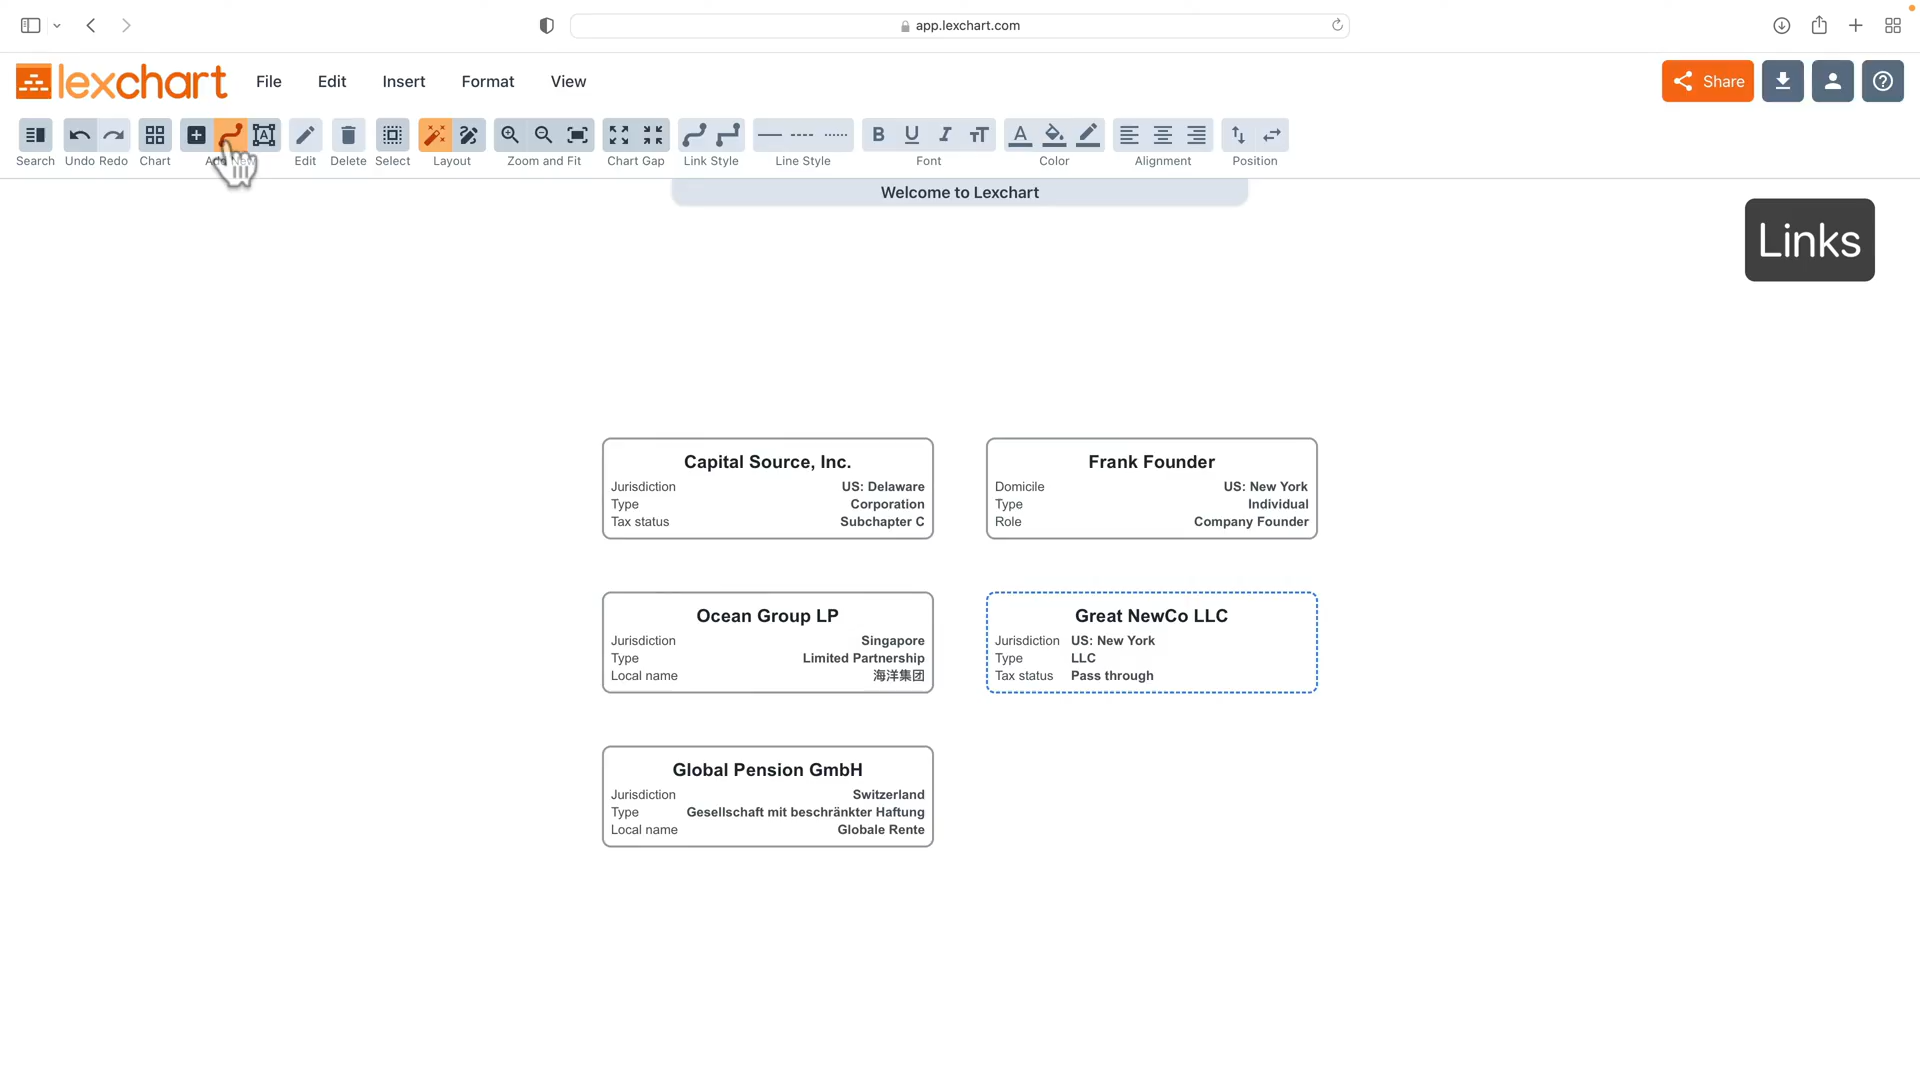 app.lexchart.com
lexchart File Edit Insert Format View
Share
Search Undo Redo Chart Add New Edit Delete Select Layout Zoom and Fit Chart Gap Link Style Line Style Font Color Alignment Position
Welcome to Lexchart
Links
Capital Source, Inc.
Jurisdiction US: Delaware
Type Corporation
Tax status Subchapter C
Frank Founder
Domicile US: New York
Type Individual
Role Company Founder
Ocean Group LP
Jurisdiction Singapore
Type Limited Partnership
Local name 海洋集团
Great NewCo LLC
Jurisdiction US: New York
Type LLC
Tax status Pass through
Global Pension GmbH
Jurisdiction Switzerland
Type Gesellschaft mit beschränkter Haftung
Local name Globale Rente